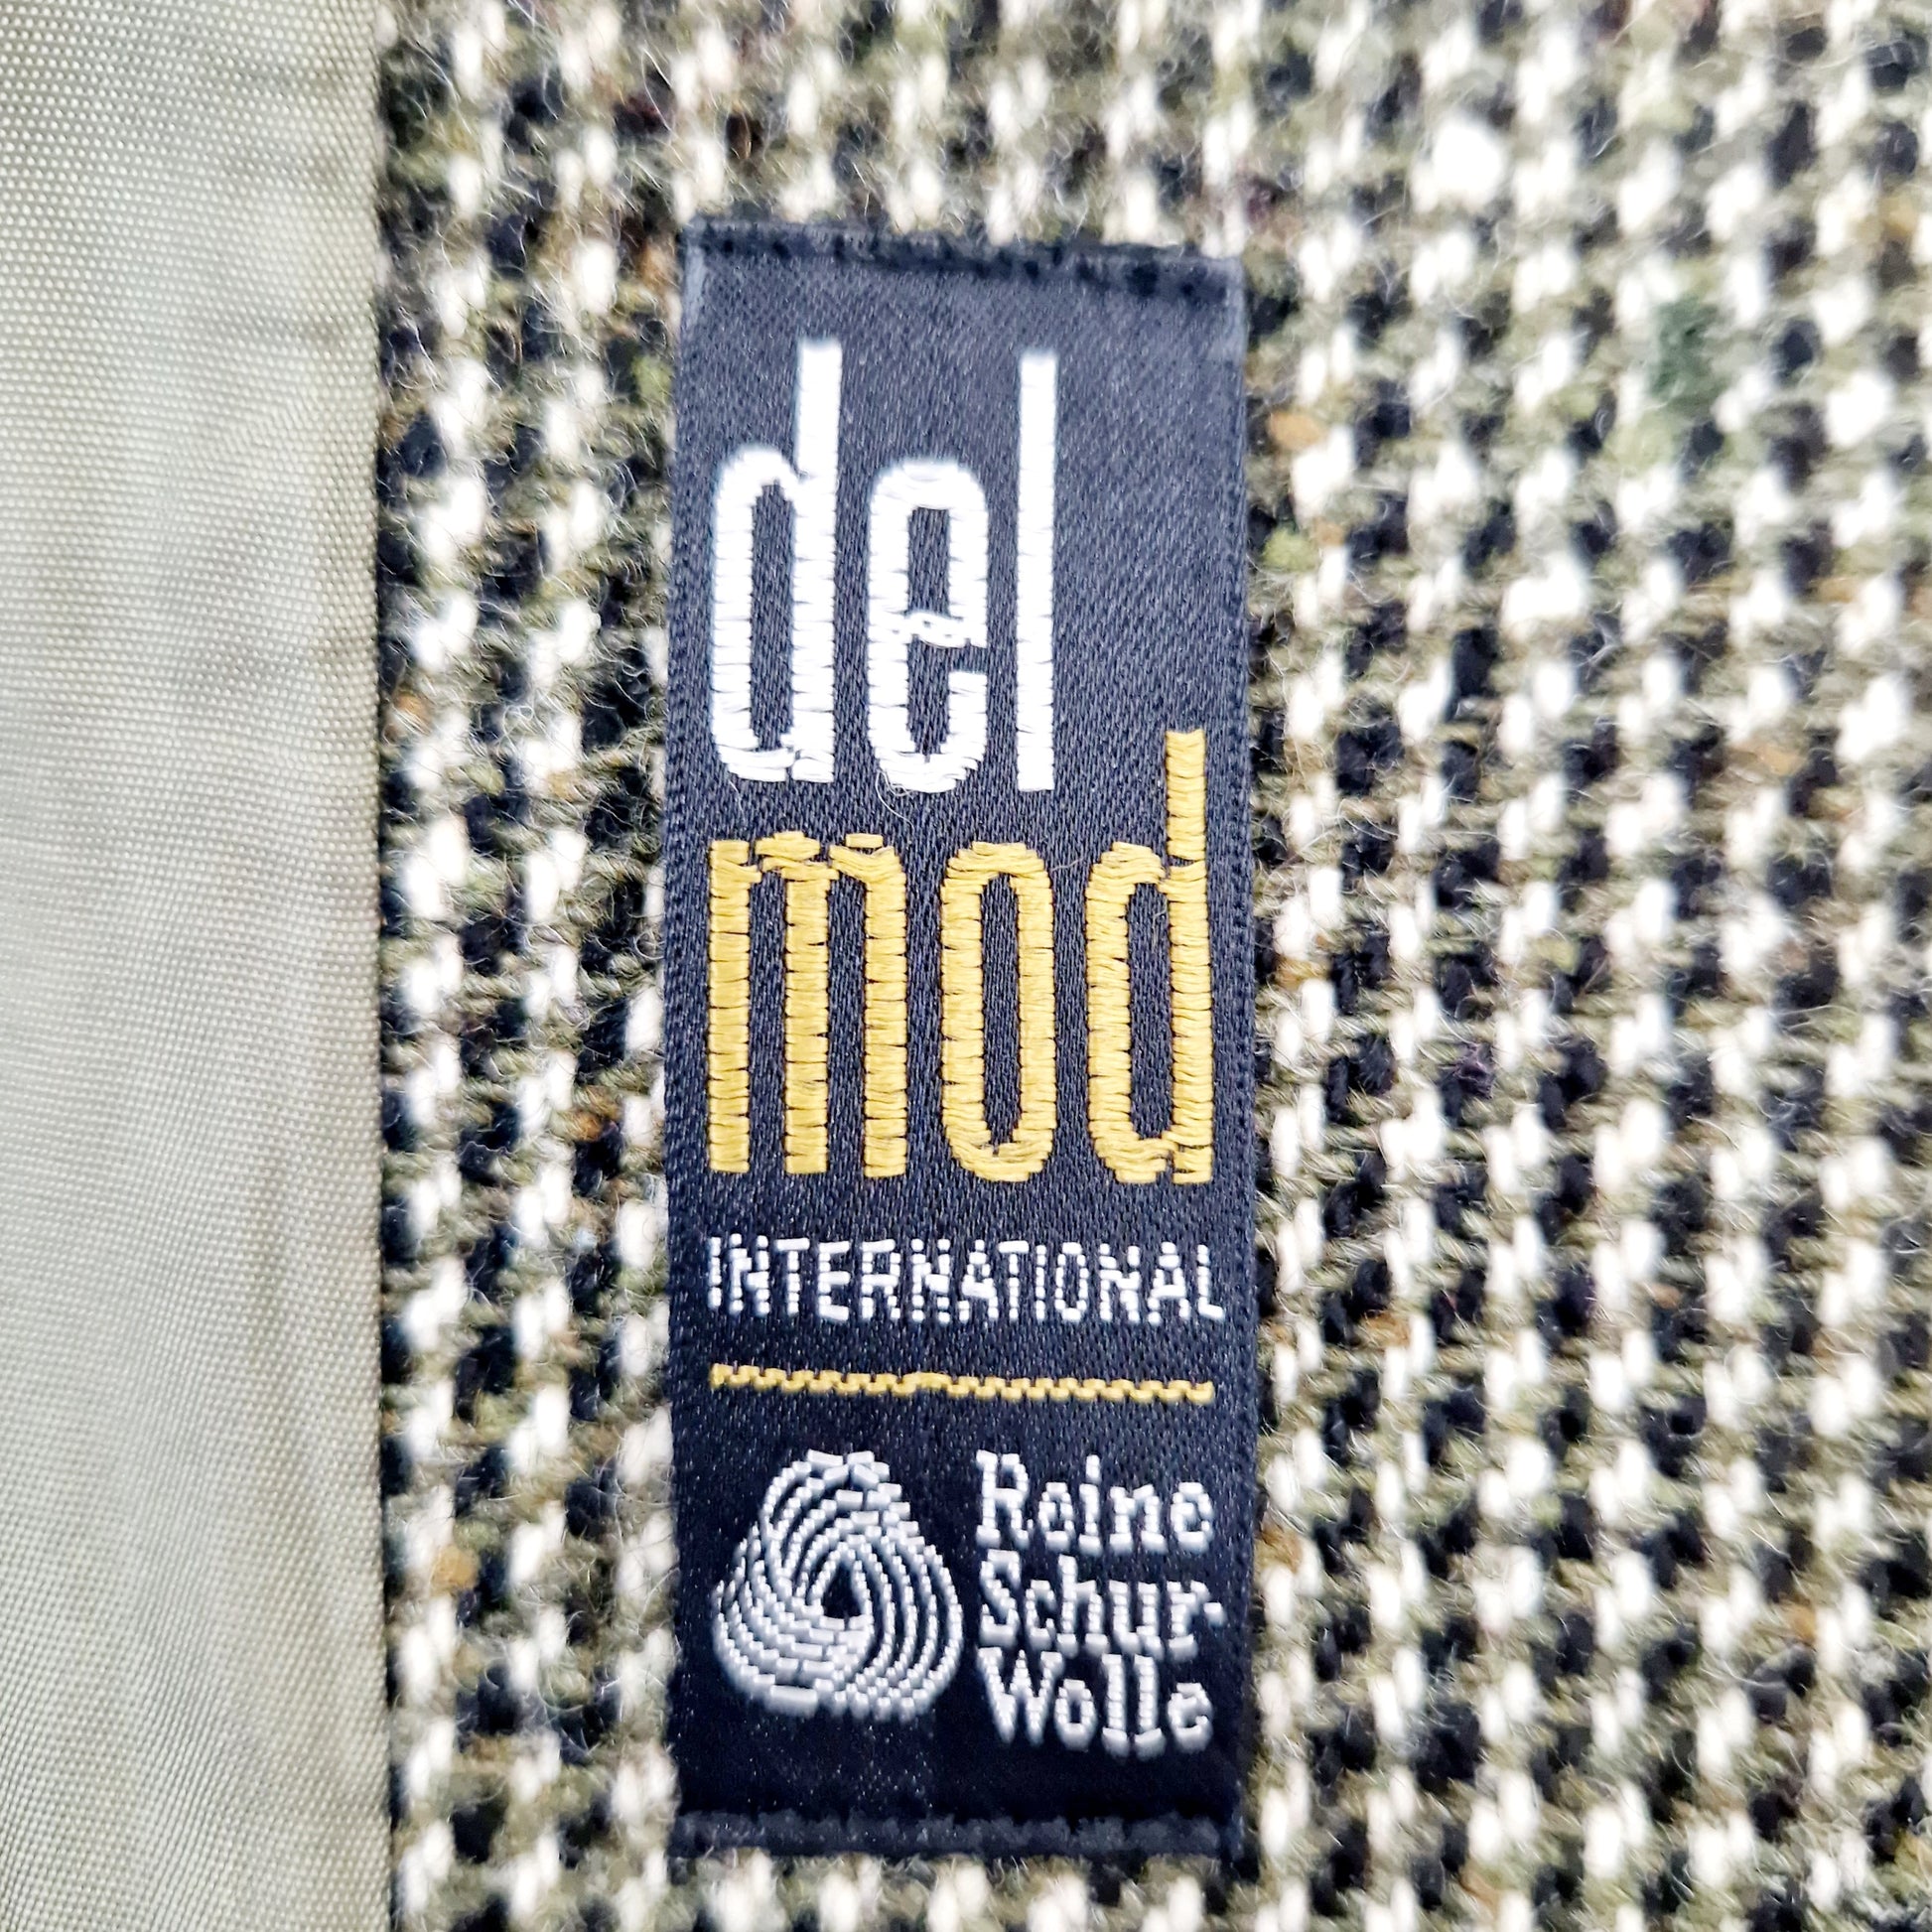 del
mod
INTERNATIONAL
Reine
Schur-
Wolle